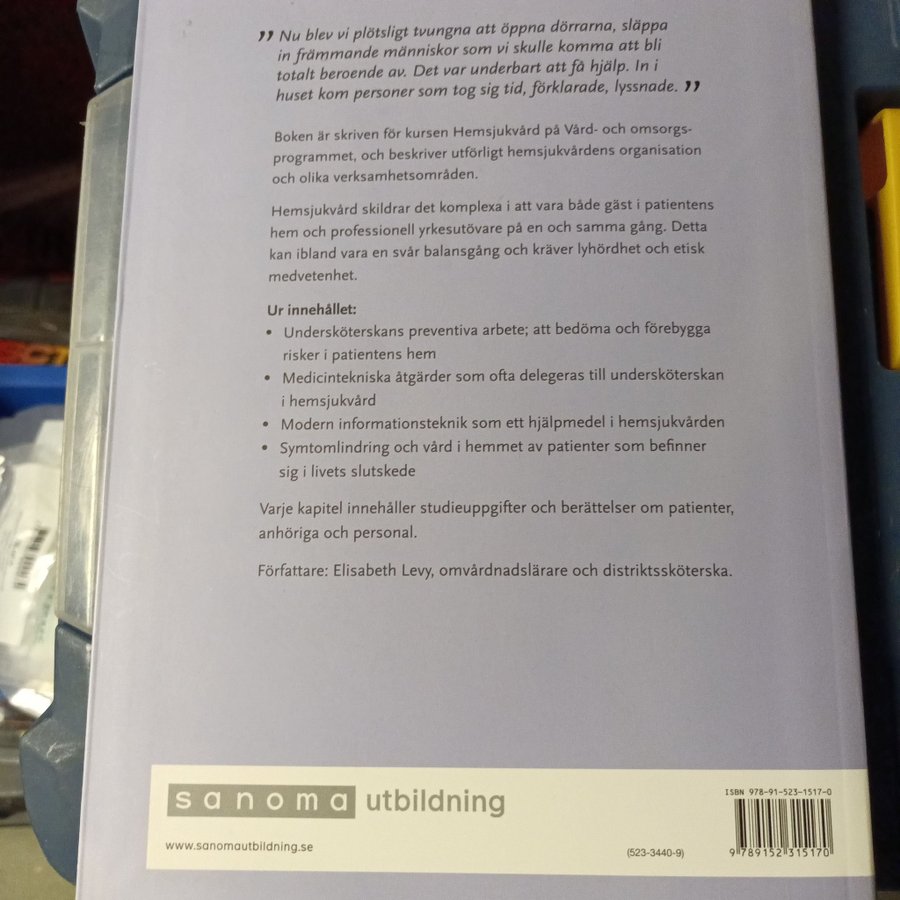 ” Nu blev vi plötsligt tvungna att öppna dörrarna, släppa
in främmande människor som vi skulle komma att bli
totalt beroende av. Det var underbart att få hjälp. In i
huset kom personer som tog sig tid, förklarade, lyssnade. ”
Boken är skriven för kursen Hemsjukvård på Vård- och omsorgs-
programmet, och beskriver utförligt hemsjukvårdens organisation
och olika verksamhetsområden.
Hemsjukvård skildrar det komplexa i att vara både gäst i patientens
hem och professionell yrkesutövare på en och samma gång. Detta
kan ibland vara en svår balansgång och kräver lyhördhet och etisk
medvetenhet.
Ur innehållet:
• Undersköterskans preventiva arbete; att bedöma och förebygga
risker i patientens hem
• Medicintekniska åtgärder som ofta delegeras till undersköterskan
i hemsjukvård
• Modern informationsteknik som ett hjälpmedel i hemsjukvården
• Symtomlindring och vård i hemmet av patienter som befinner
sig i livets slutskede
Varje kapitel innehåller studieuppgifter och berättelser om patienter,
anhöriga och personal.
Författare: Elisabeth Levy, omvårdnadslärare och distriktssköterska.
sanoma utbildning
www.sanomautbildning.se
(523-3440-9)
ISBN 978-91-523-1517-0
9 789152 315170